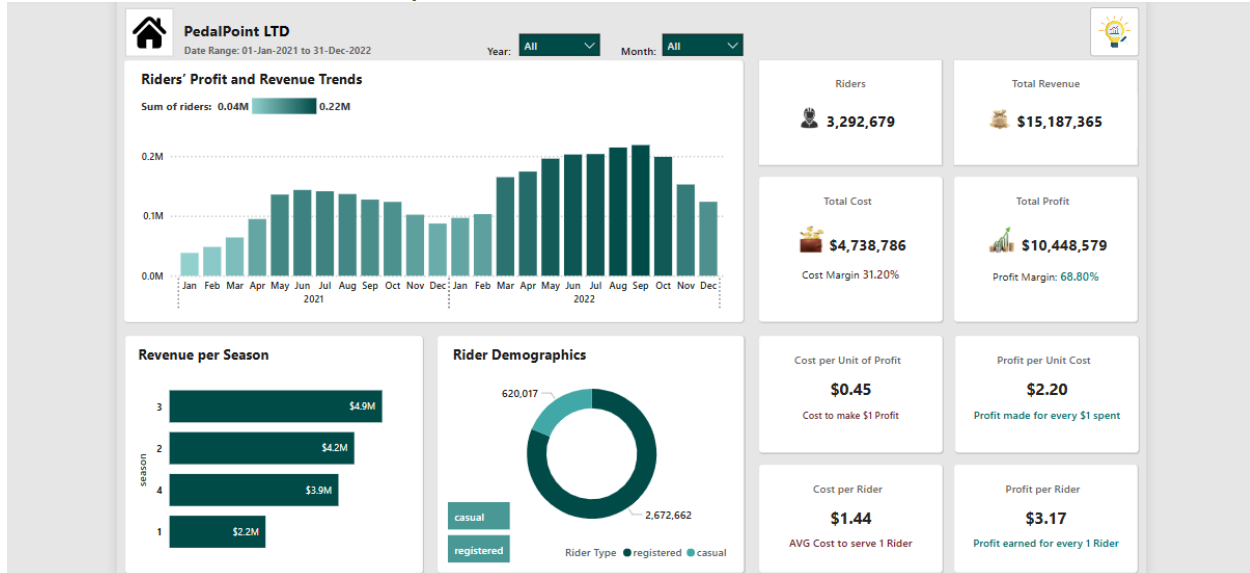 PedalPoint LTD
Date Range: 01-Jan-2021 to 31-Dec-2022
Year: All
Month: All
Riders' Profit and Revenue Trends
Sum of riders: 0.04M 0.22M
0.2M
0.1M
0.0M
Jan Feb Mar Apr May Jun Jul Aug Sep Oct Nov Dec Jan Feb Mar Apr May Jun Jul Aug Sep Oct Nov Dec
2021 2022
Riders
3,292,679
Total Revenue
$15,187,365
Total Cost
$4,738,786
Cost Margin 31.20%
Total Profit
$10,448,579
Profit Margin: 68.80%
Revenue per Season
season
3 $4.9M
2 $4.2M
4 $3.9M
1 $2.2M
Rider Demographics
620,017
2,672,662
casual
registered
Rider Type registered casual
Cost per Unit of Profit
$0.45
Cost to make $1 Profit
Profit per Unit Cost
$2.20
Profit made for every $1 spent
Cost per Rider
$1.44
AVG Cost to serve 1 Rider
Profit per Rider
$3.17
Profit earned for every 1 Rider